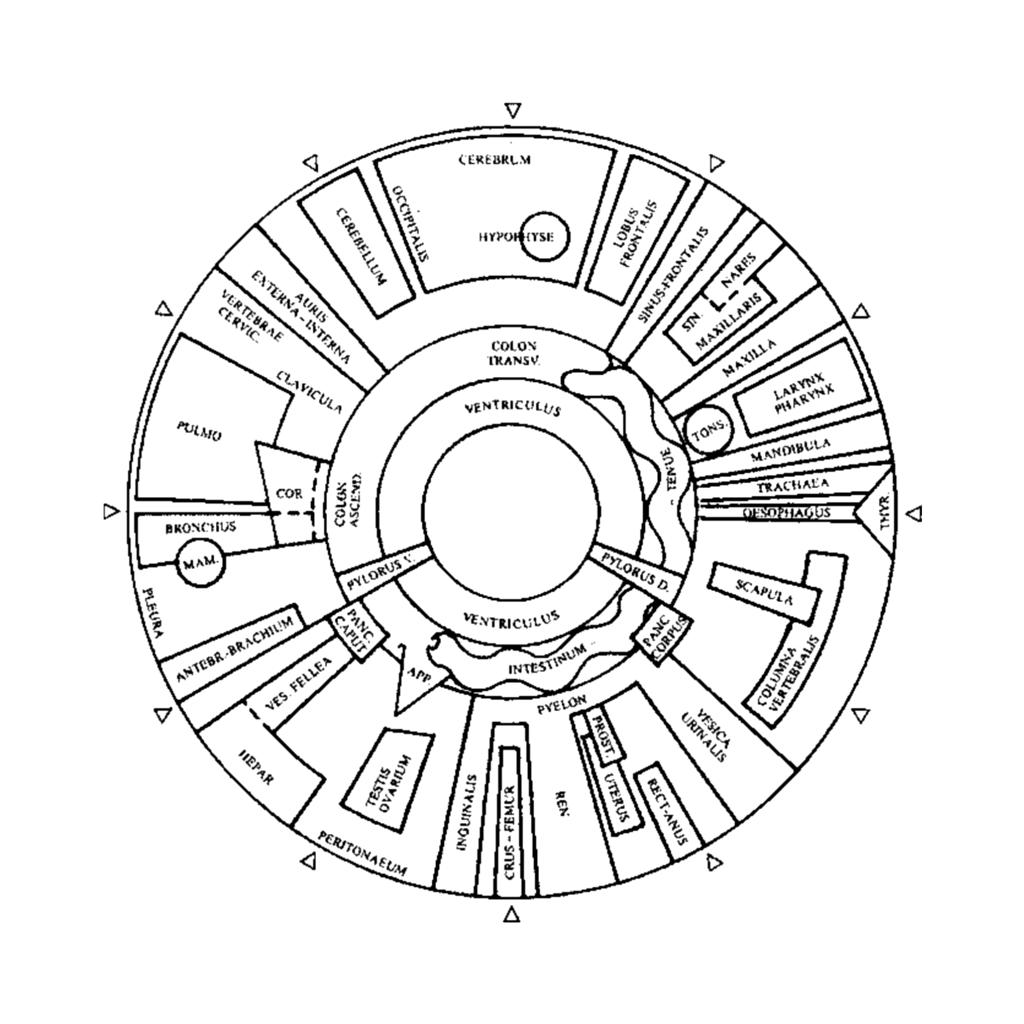 CEREBRUM
OCCIPITALIS
HYPOPHYSE
CEREBELLUM
LOBUS
FRONTALIS
SINUS-FRONTALIS
NARES
SIN.
MAXILLARIS
MAXILLA
LARYNX
PHARYNX
TONS.
MANDIBULA
TRACHAEA
OESOPHAGUS
THYR.
SCAPULA
COLUMNA
VERTEBRALIS
VESICA
URINALIS
RECT-ANUS
PROST.
UTERUS
PYELON
REN
CRUS - FEMUR
INGUINALIS
PERITONAEUM
TESTIS
OVARIUM
APP.
HEPAR
VES. FELLEA
ANTEBR.-BRACHIUM
PLEURA
MAM.
BRONCHUS
COR
PULMO
CLAVICULA
VERTEBRAE
CERVIC.
AURIS
EXTERNA - INTERNA
COLON
TRANSV.
COLON
ASCEND.
VENTRICULUS
PYLORUS V.
PYLORUS D.
PANC.
CAPUT
PANC
CORPUS
VENTRICULUS
INTESTINUM -
- TENUE